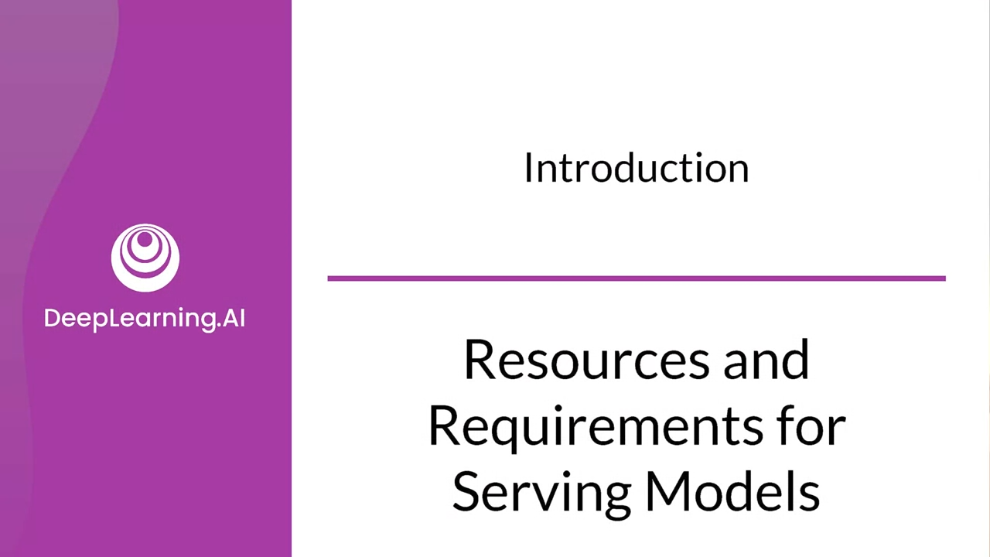 Introduction
DeepLearning.AI
Resources and
Requirements for
Serving Models